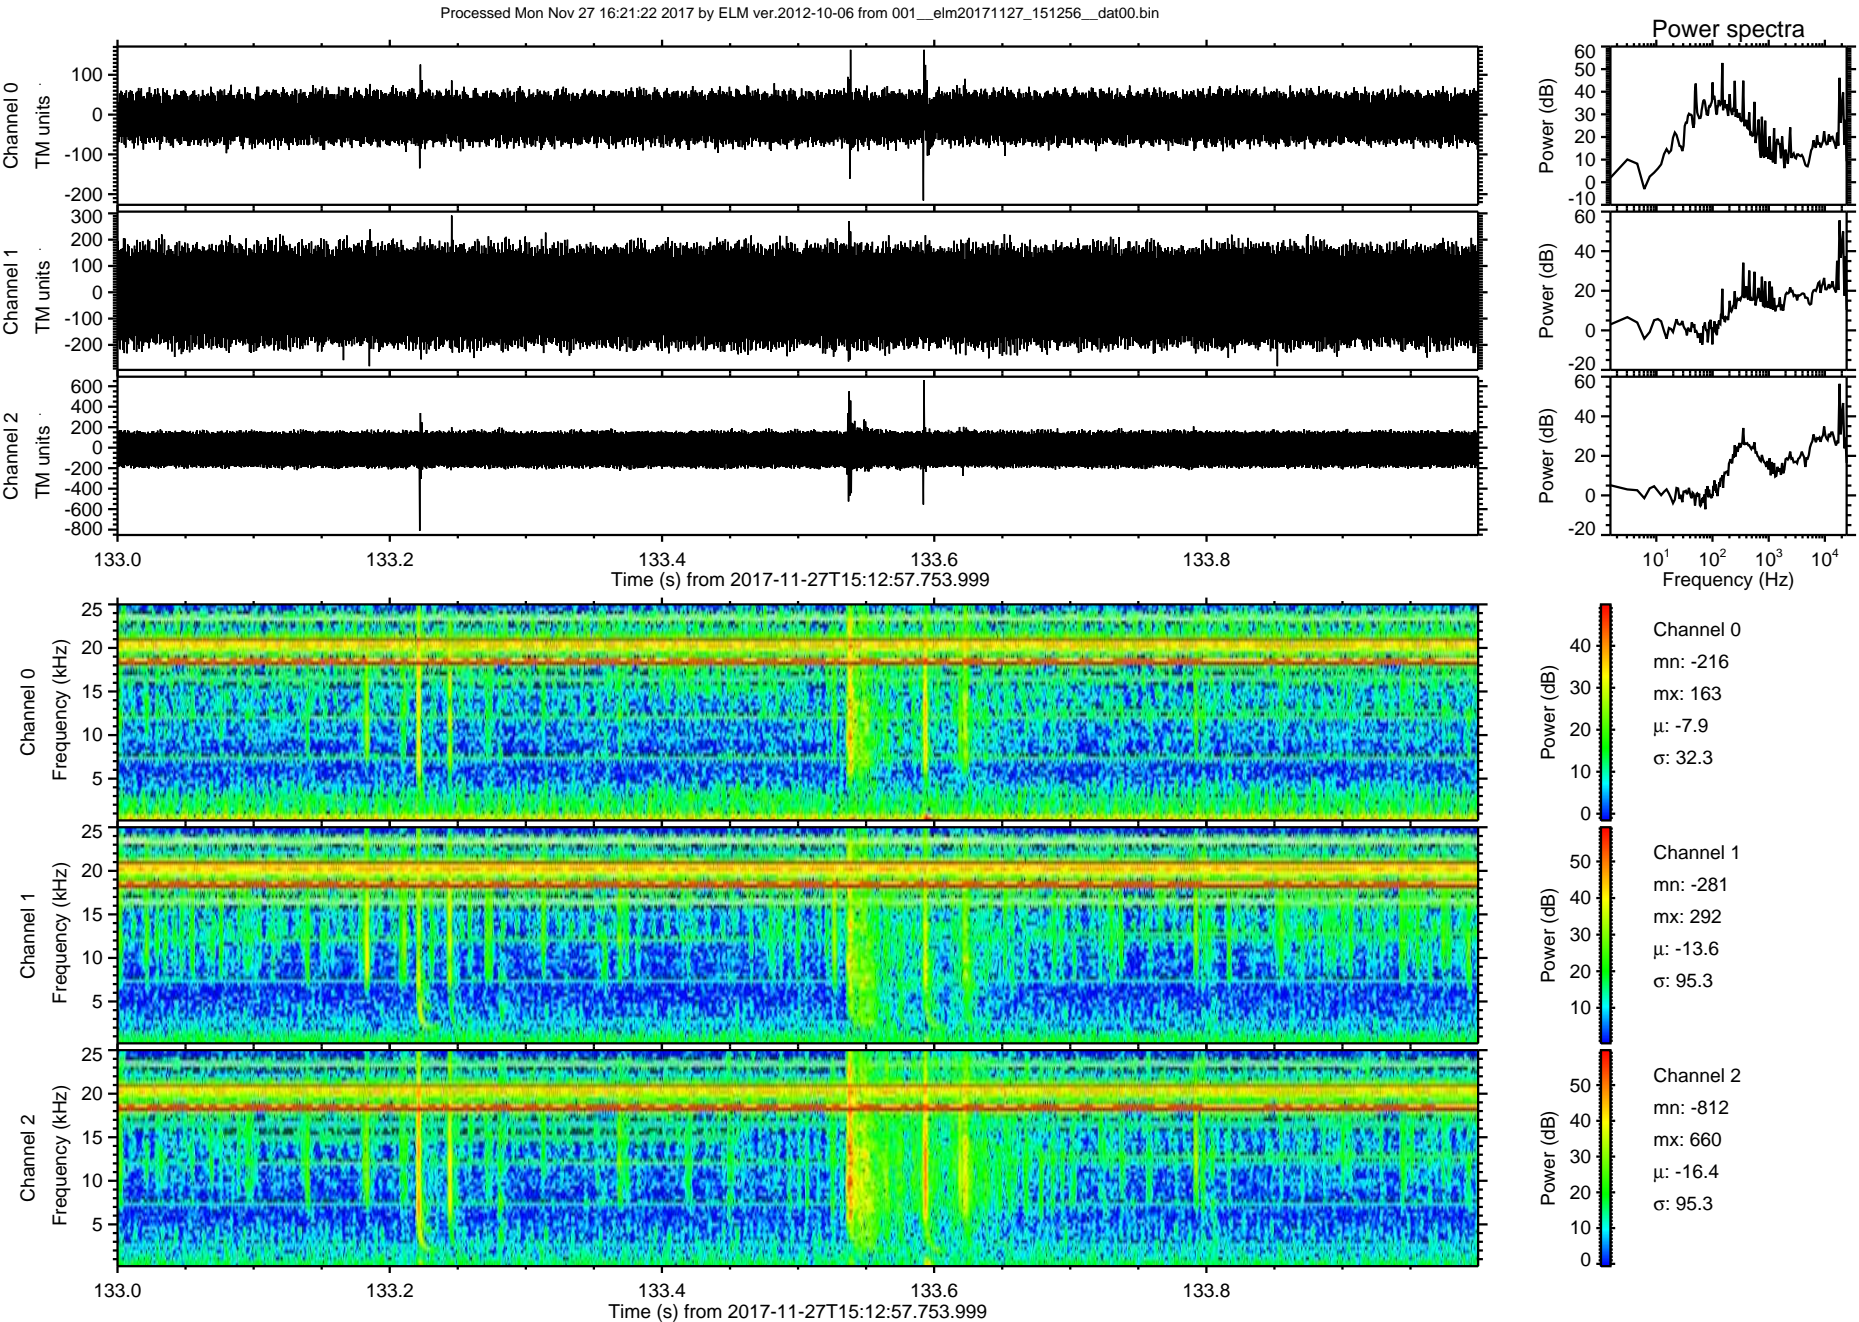 Processed Mon Nov 27 16:21:22 2017 by ELM ver.2012-10-06 from 001__elm20171127_151256__dat00.bin
Power spectra
Channel 0
TM units
100
0
-100
-200
Power (dB)
60
50
40
30
20
10
0
-10
Channel 1
TM units
300
200
100
0
-100
-200
Power (dB)
60
40
20
0
-20
Channel 2
TM units
600
400
200
0
-200
-400
-600
-800
Power (dB)
60
40
20
0
-20
133.0 133.2 133.4 133.6 133.8
Time (s) from 2017-11-27T15:12:57.753.999
10¹ 10² 10³ 10⁴
Frequency (Hz)
Channel 0
Frequency (kHz)
25
20
15
10
5
Power (dB)
40
30
20
10
0
Channel 0
mn: -216
mx: 163
μ: -7.9
σ: 32.3
Channel 1
Frequency (kHz)
25
20
15
10
5
Power (dB)
50
40
30
20
10
Channel 1
mn: -281
mx: 292
μ: -13.6
σ: 95.3
Channel 2
Frequency (kHz)
25
20
15
10
5
Power (dB)
50
40
30
20
10
0
Channel 2
mn: -812
mx: 660
μ: -16.4
σ: 95.3
133.0 133.2 133.4 133.6 133.8
Time (s) from 2017-11-27T15:12:57.753.999